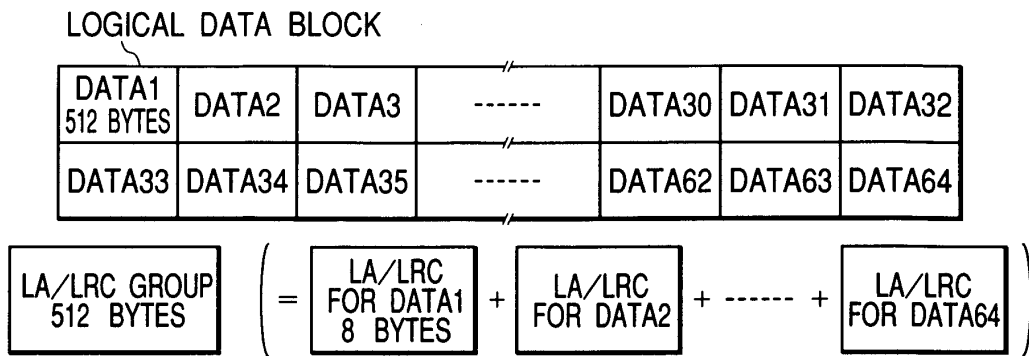 LOGICAL DATA BLOCK
DATA1 512 BYTES DATA2 DATA3 ------ DATA30 DATA31 DATA32
DATA33 DATA34 DATA35 ------ DATA62 DATA63 DATA64
LA/LRC GROUP 512 BYTES ( = LA/LRC FOR DATA1 8 BYTES + LA/LRC FOR DATA2 + ------ + LA/LRC FOR DATA64 )